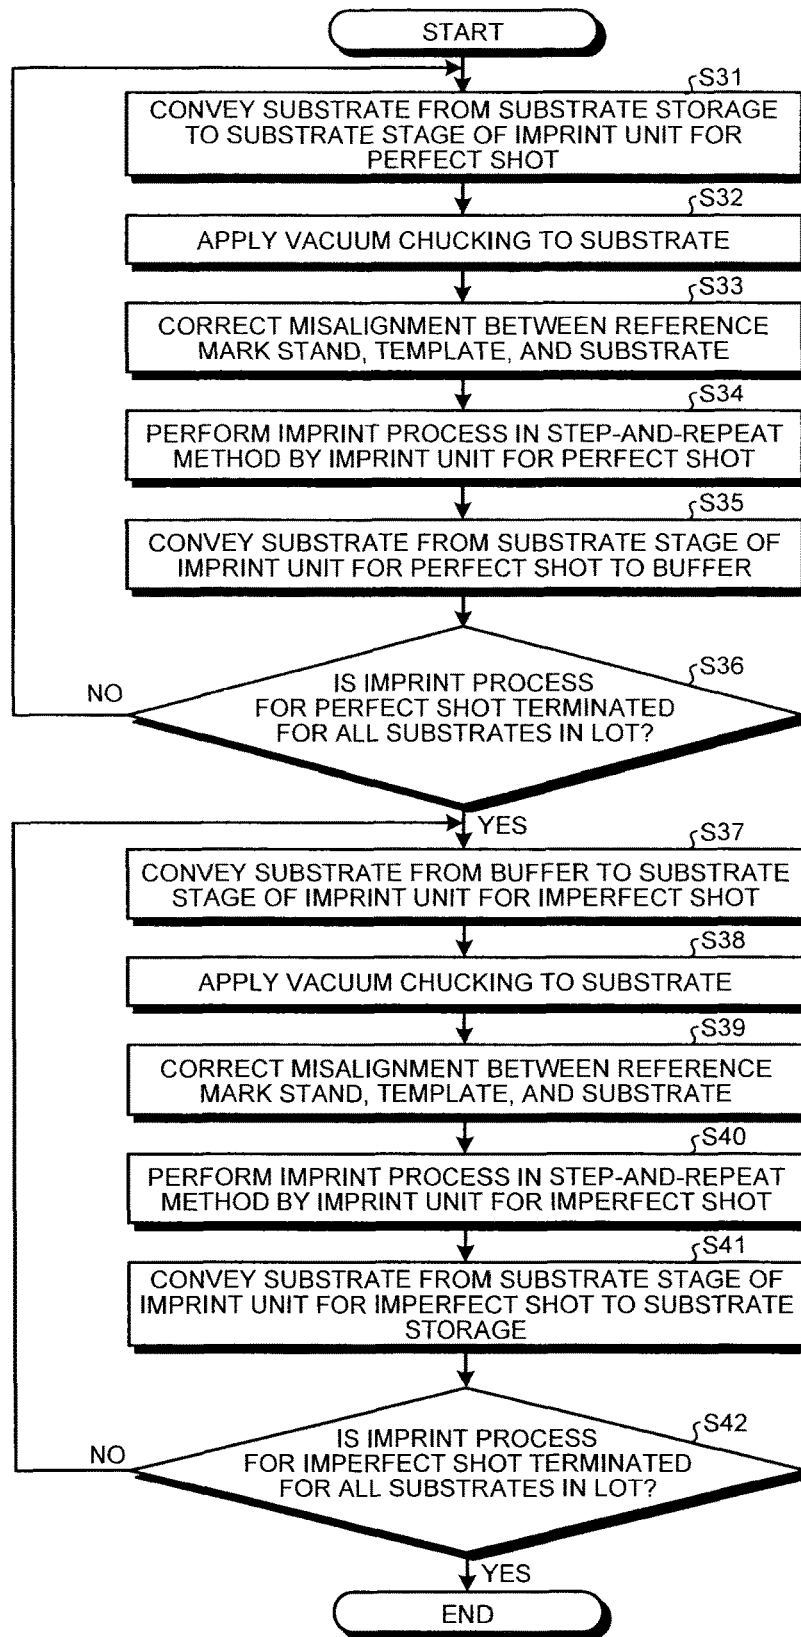 START
S31
CONVEY SUBSTRATE FROM SUBSTRATE STORAGE
TO SUBSTRATE STAGE OF IMPRINT UNIT FOR
PERFECT SHOT
S32
APPLY VACUUM CHUCKING TO SUBSTRATE
S33
CORRECT MISALIGNMENT BETWEEN REFERENCE
MARK STAND, TEMPLATE, AND SUBSTRATE
S34
PERFORM IMPRINT PROCESS IN STEP-AND-REPEAT
METHOD BY IMPRINT UNIT FOR PERFECT SHOT
S35
CONVEY SUBSTRATE FROM SUBSTRATE STAGE OF
IMPRINT UNIT FOR PERFECT SHOT TO BUFFER
S36
IS IMPRINT PROCESS
FOR PERFECT SHOT TERMINATED
FOR ALL SUBSTRATES IN LOT?
NO
YES
S37
CONVEY SUBSTRATE FROM BUFFER TO SUBSTRATE
STAGE OF IMPRINT UNIT FOR IMPERFECT SHOT
S38
APPLY VACUUM CHUCKING TO SUBSTRATE
S39
CORRECT MISALIGNMENT BETWEEN REFERENCE
MARK STAND, TEMPLATE, AND SUBSTRATE
S40
PERFORM IMPRINT PROCESS IN STEP-AND-REPEAT
METHOD BY IMPRINT UNIT FOR IMPERFECT SHOT
S41
CONVEY SUBSTRATE FROM SUBSTRATE STAGE OF
IMPRINT UNIT FOR IMPERFECT SHOT TO SUBSTRATE
STORAGE
S42
IS IMPRINT PROCESS
FOR IMPERFECT SHOT TERMINATED
FOR ALL SUBSTRATES IN LOT?
NO
YES
END